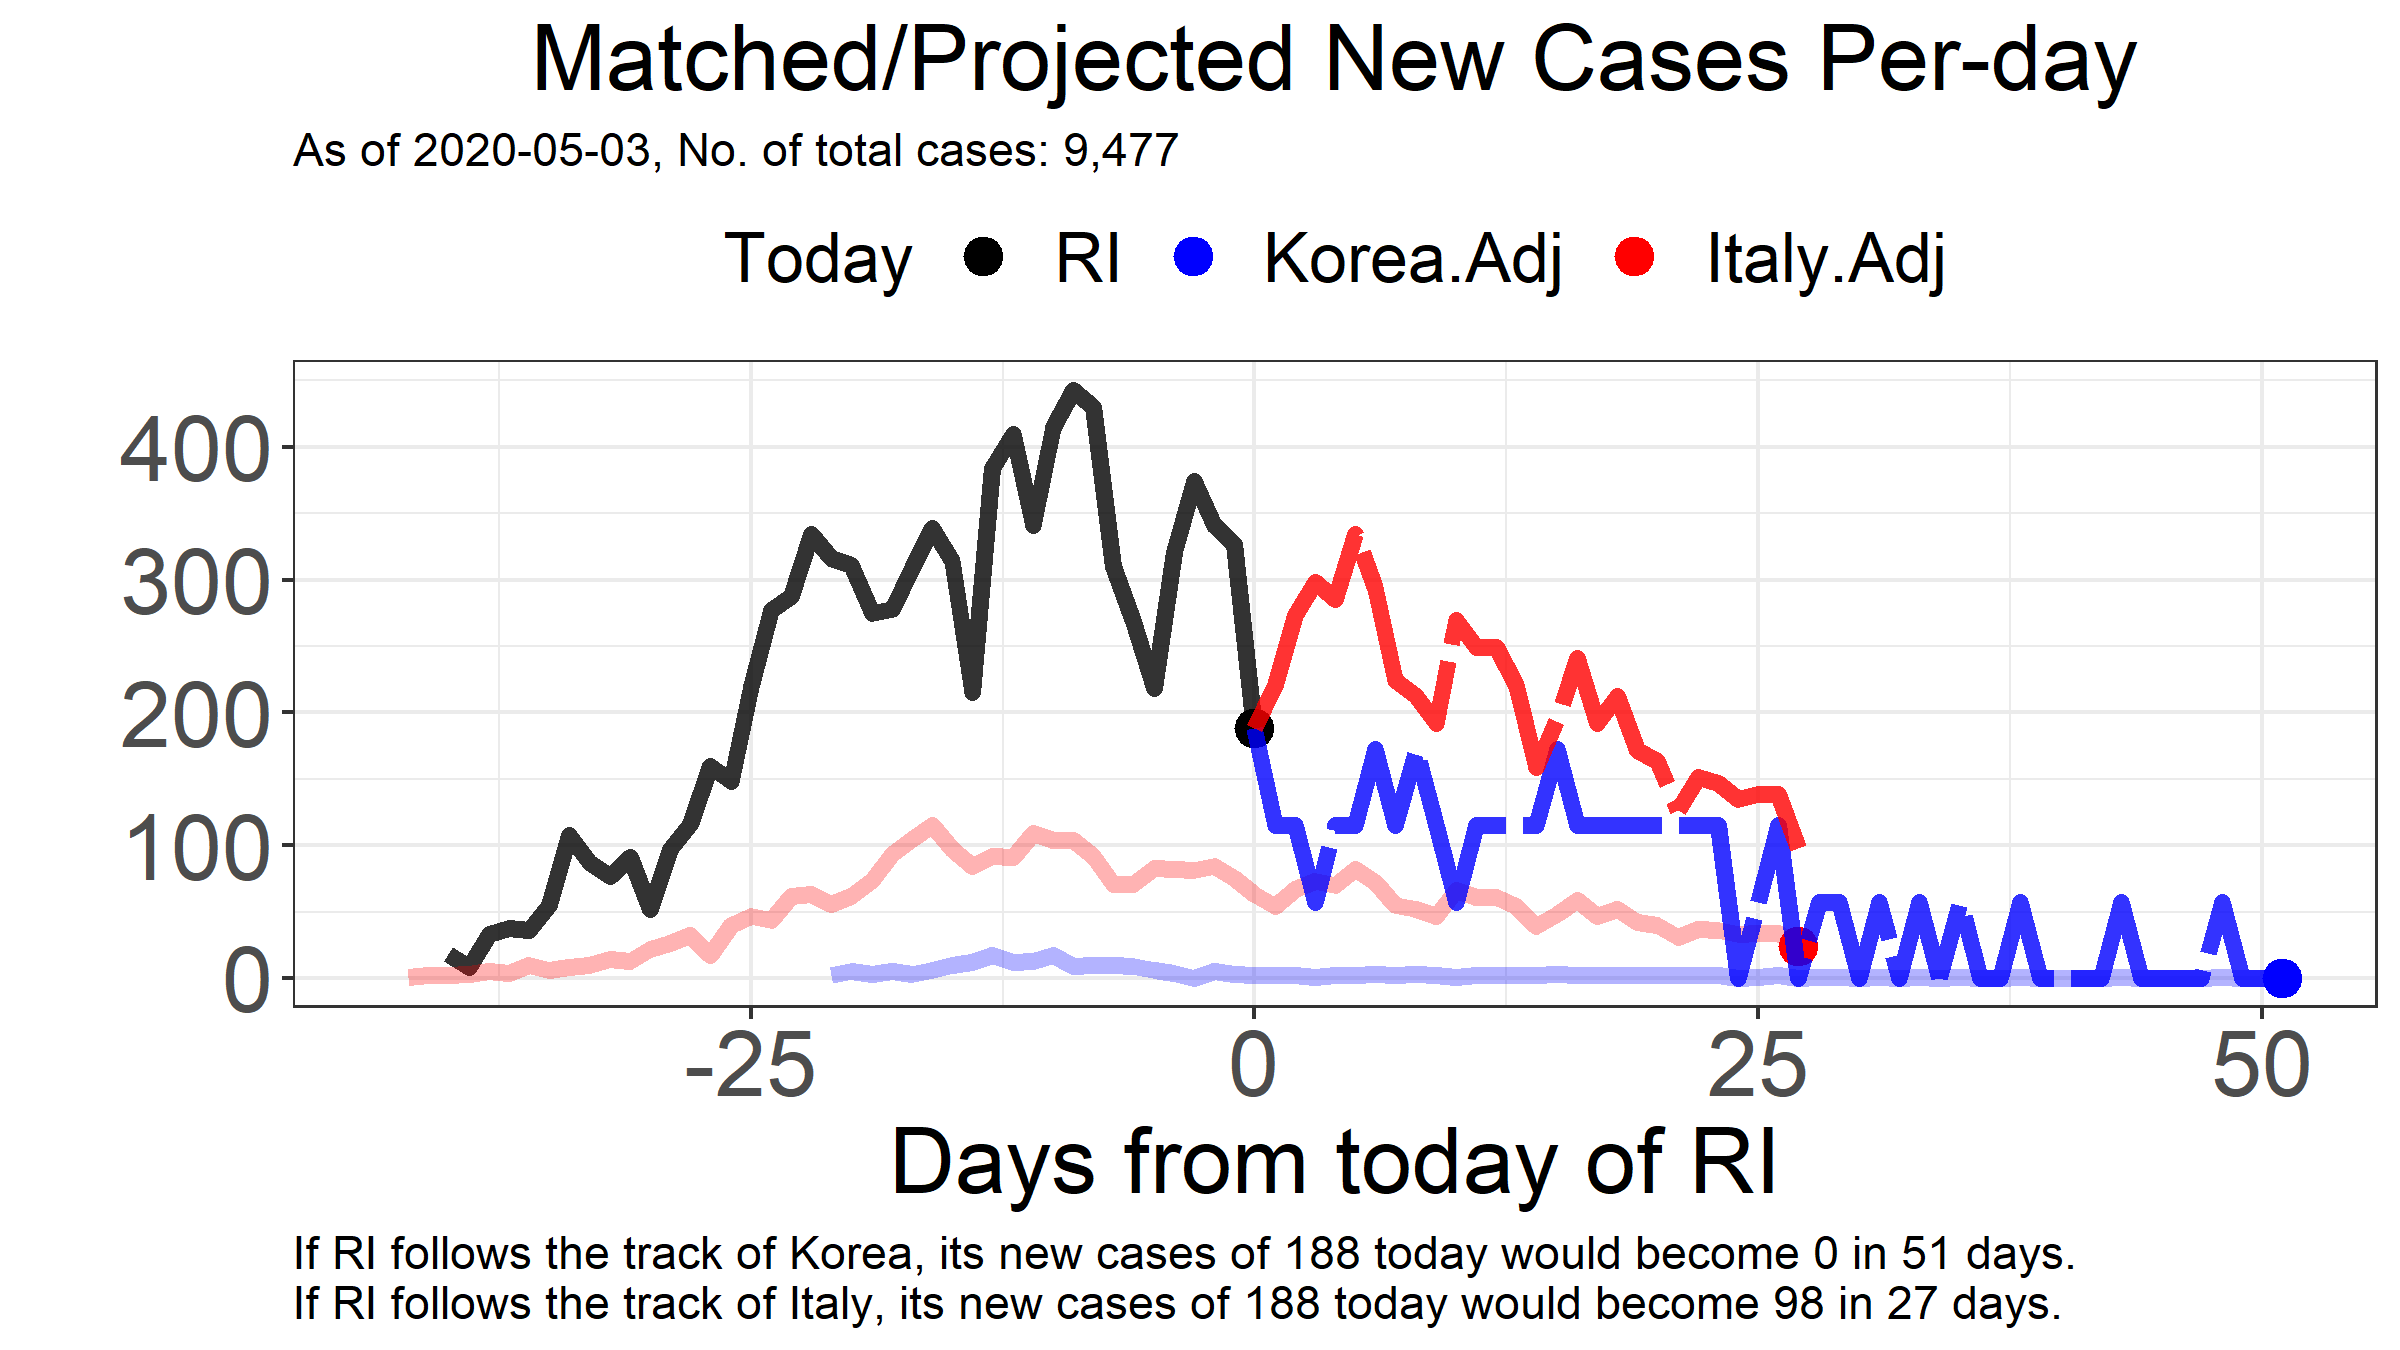 Matched/Projected New Cases Per-day
As of 2020-05-03, No. of total cases: 9,477
Today RI Korea.Adj Italy.Adj
400
300
200
100
0
-25 0 25 50
Days from today of RI
If RI follows the track of Korea, its new cases of 188 today would become 0 in 51 days.
If RI follows the track of Italy, its new cases of 188 today would become 98 in 27 days.